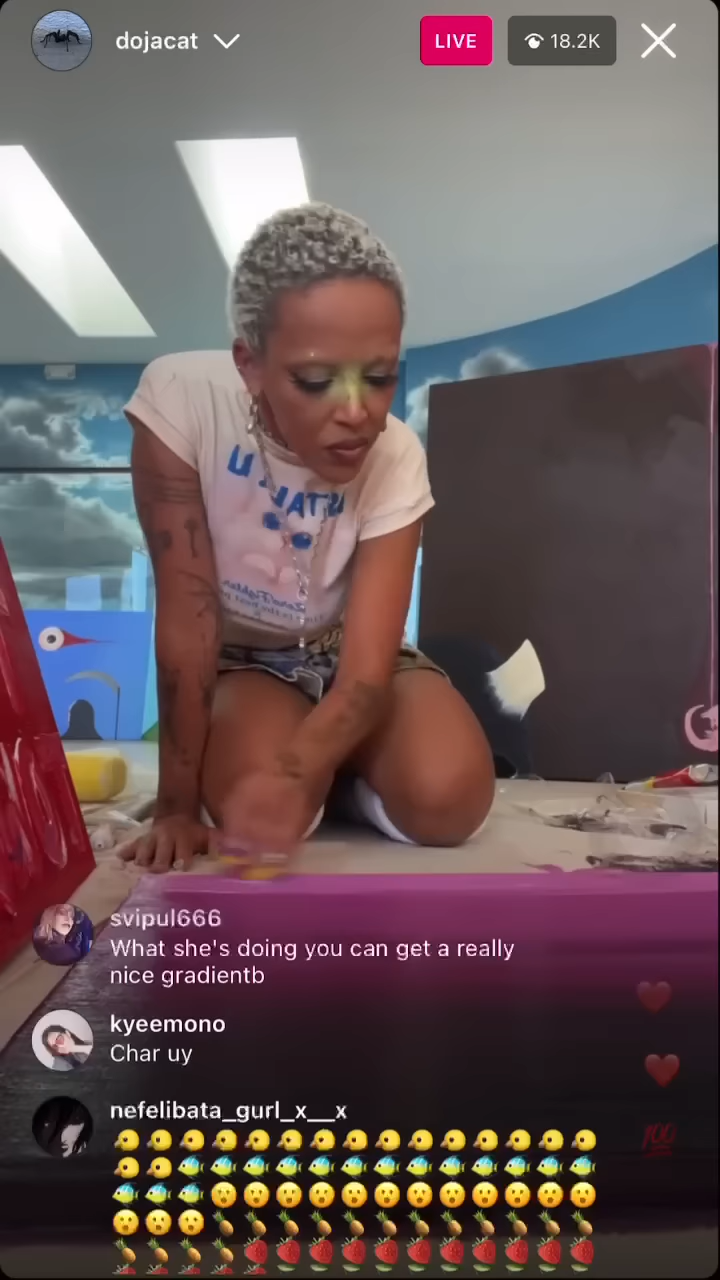 dojacat
LIVE
18.2K
svipul666
What she's doing you can get a really
nice gradientb
kyeemono
Char uy
nefelibata_gurl_x__x